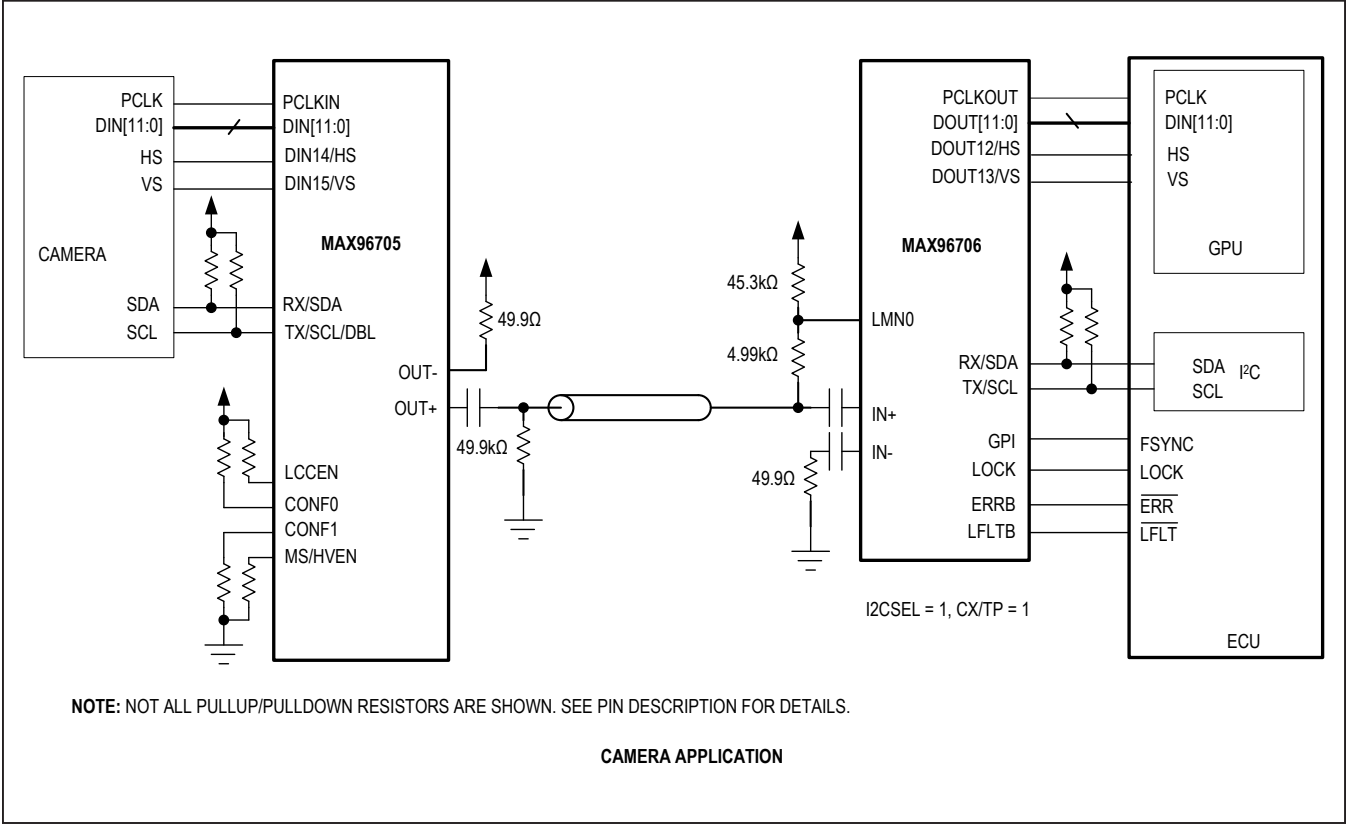 PCLK
DIN[11:0]
HS
VS
CAMERA
SDA
SCL
PCLKIN
DIN[11:0]
DIN14/HS
DIN15/VS
MAX96705
RX/SDA
TX/SCL/DBL
OUT-
OUT+
LCCEN
CONF0
CONF1
MS/HVEN
49.9Ω
49.9kΩ
45.3kΩ
4.99kΩ
49.9Ω
PCLKOUT
DOUT[11:0]
DOUT12/HS
DOUT13/VS
MAX96706
LMN0
RX/SDA
TX/SCL
IN+
IN-
GPI
LOCK
ERRB
LFLTB
I2CSEL = 1, CX/TP = 1
PCLK
DIN[11:0]
HS
VS
GPU
SDA I²C
SCL
FSYNC
LOCK
ERR
LFLT
ECU
NOTE: NOT ALL PULLUP/PULLDOWN RESISTORS ARE SHOWN. SEE PIN DESCRIPTION FOR DETAILS.
CAMERA APPLICATION